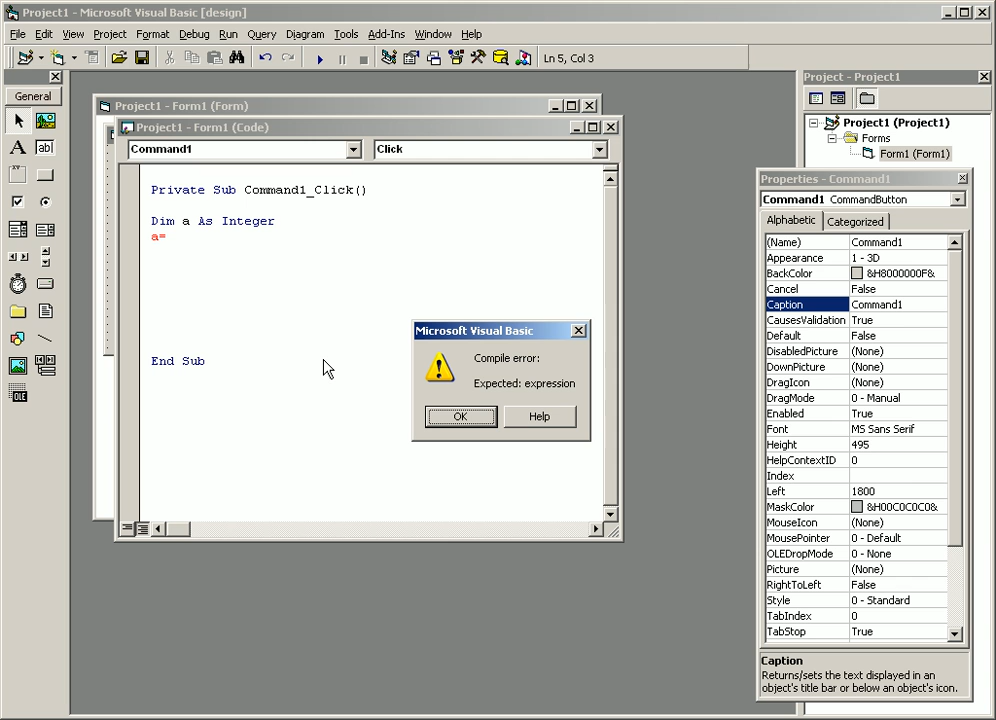 Project1 - Microsoft Visual Basic [design]
File Edit View Project Format Debug Run Query Diagram Tools Add-Ins Window Help
Ln 5, Col 3
General
A
ab|
xv
OLE
Project1 - Form1 (Form)
Project1 - Form1 (Code)
Command1
Click
Private Sub Command1_Click()
Dim a As Integer
a=
End Sub
Microsoft Visual Basic
Compile error:
Expected: expression
OK
Help
Project - Project1
Project1 (Project1)
Forms
Form1 (Form1)
Properties - Command1
Command1 CommandButton
Alphabetic Categorized
(Name) Command1
Appearance 1 - 3D
BackColor &H8000000F&
Cancel False
Caption Command1
CausesValidation True
Default False
DisabledPicture (None)
DownPicture (None)
DragIcon (None)
DragMode 0 - Manual
Enabled True
Font MS Sans Serif
Height 495
HelpContextID 0
Index
Left 1800
MaskColor &H00C0C0C0&
MouseIcon (None)
MousePointer 0 - Default
OLEDropMode 0 - None
Picture (None)
RightToLeft False
Style 0 - Standard
TabIndex 0
TabStop True
Caption
Returns/sets the text displayed in an
object's title bar or below an object's icon.